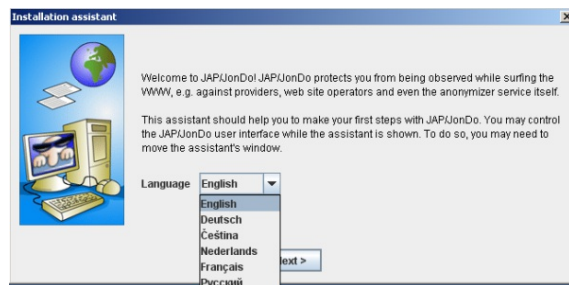 Installation assistant
Welcome to JAP/JonDo! JAP/JonDo protects you from being observed while surfing the
WWW, e.g. against providers, web site operators and even the anonymizer service itself.
This assistant should help you to make your first steps with JAP/JonDo. You may control
the JAP/JonDo user interface while the assistant is shown. To do so, you may need to
move the assistant's window.
Language English
English
Deutsch
Čeština
Nederlands
Français
Русский